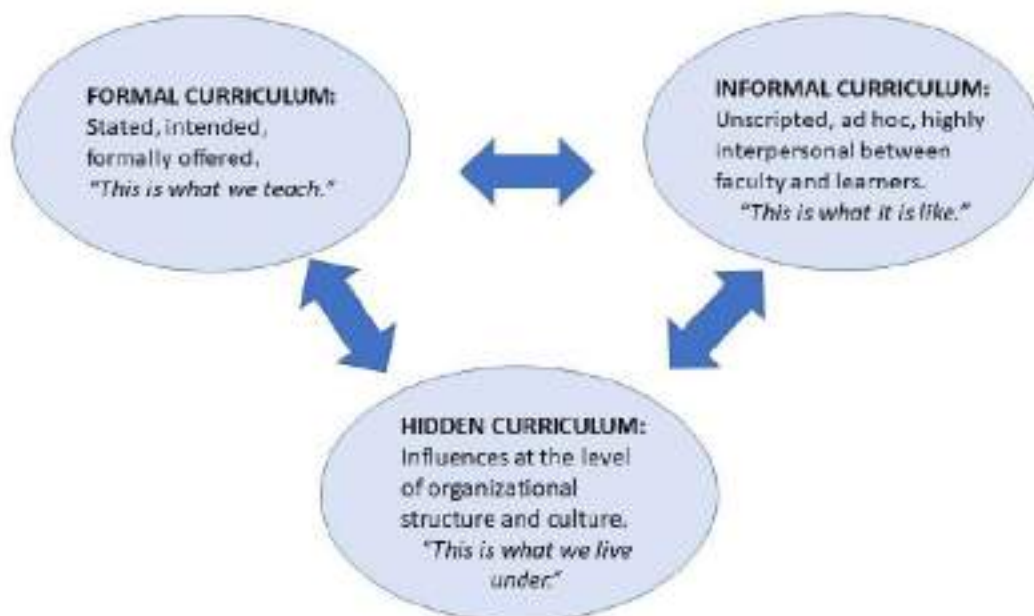 FORMAL CURRICULUM:
Stated, intended,
formally offered.
"This is what we teach."
INFORMAL CURRICULUM:
Unscripted, ad hoc, highly
interpersonal between
faculty and learners.
"This is what it is like."
HIDDEN CURRICULUM:
Influences at the level
of organizational
structure and culture.
"This is what we live
under."